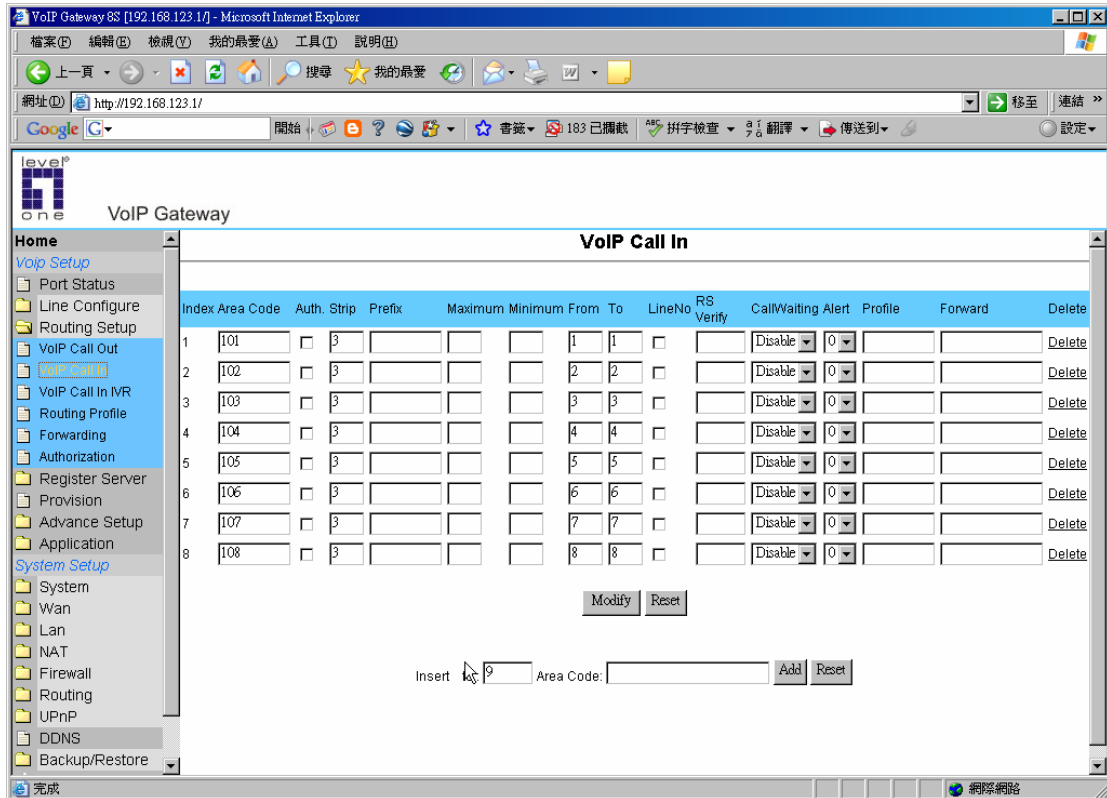 VoIP Gateway 8S [192.168.123.1/] - Microsoft Internet Explorer
檔案(F) 編輯(E) 檢視(V) 我的最愛(A) 工具(T) 說明(H)
上一頁 搜尋 我的最愛
網址(D) http://192.168.123.1/ 移至 連結 »
Google G 開始 書籤 183 已攔截 ABC 拼字檢查 翻譯 傳送到 設定
level
one
VoIP Gateway
Home
Voip Setup
Port Status
Line Configure
Routing Setup
VoIP Call Out
VoIP Call In
VoIP Call In IVR
Routing Profile
Forwarding
Authorization
Register Server
Provision
Advance Setup
Application
System Setup
System
Wan
Lan
NAT
Firewall
Routing
UPnP
DDNS
Backup/Restore
VoIP Call In
Index Area Code Auth. Strip Prefix Maximum Minimum From To LineNo RS Verify CallWaiting Alert Profile Forward Delete
1 101 3 1 1 Disable 0 Delete
2 102 3 2 2 Disable 0 Delete
3 103 3 3 3 Disable 0 Delete
4 104 3 4 4 Disable 0 Delete
5 105 3 5 5 Disable 0 Delete
6 106 3 6 6 Disable 0 Delete
7 107 3 7 7 Disable 0 Delete
8 108 3 8 8 Disable 0 Delete
Modify Reset
Insert 9 Area Code: Add Reset
完成 網際網路